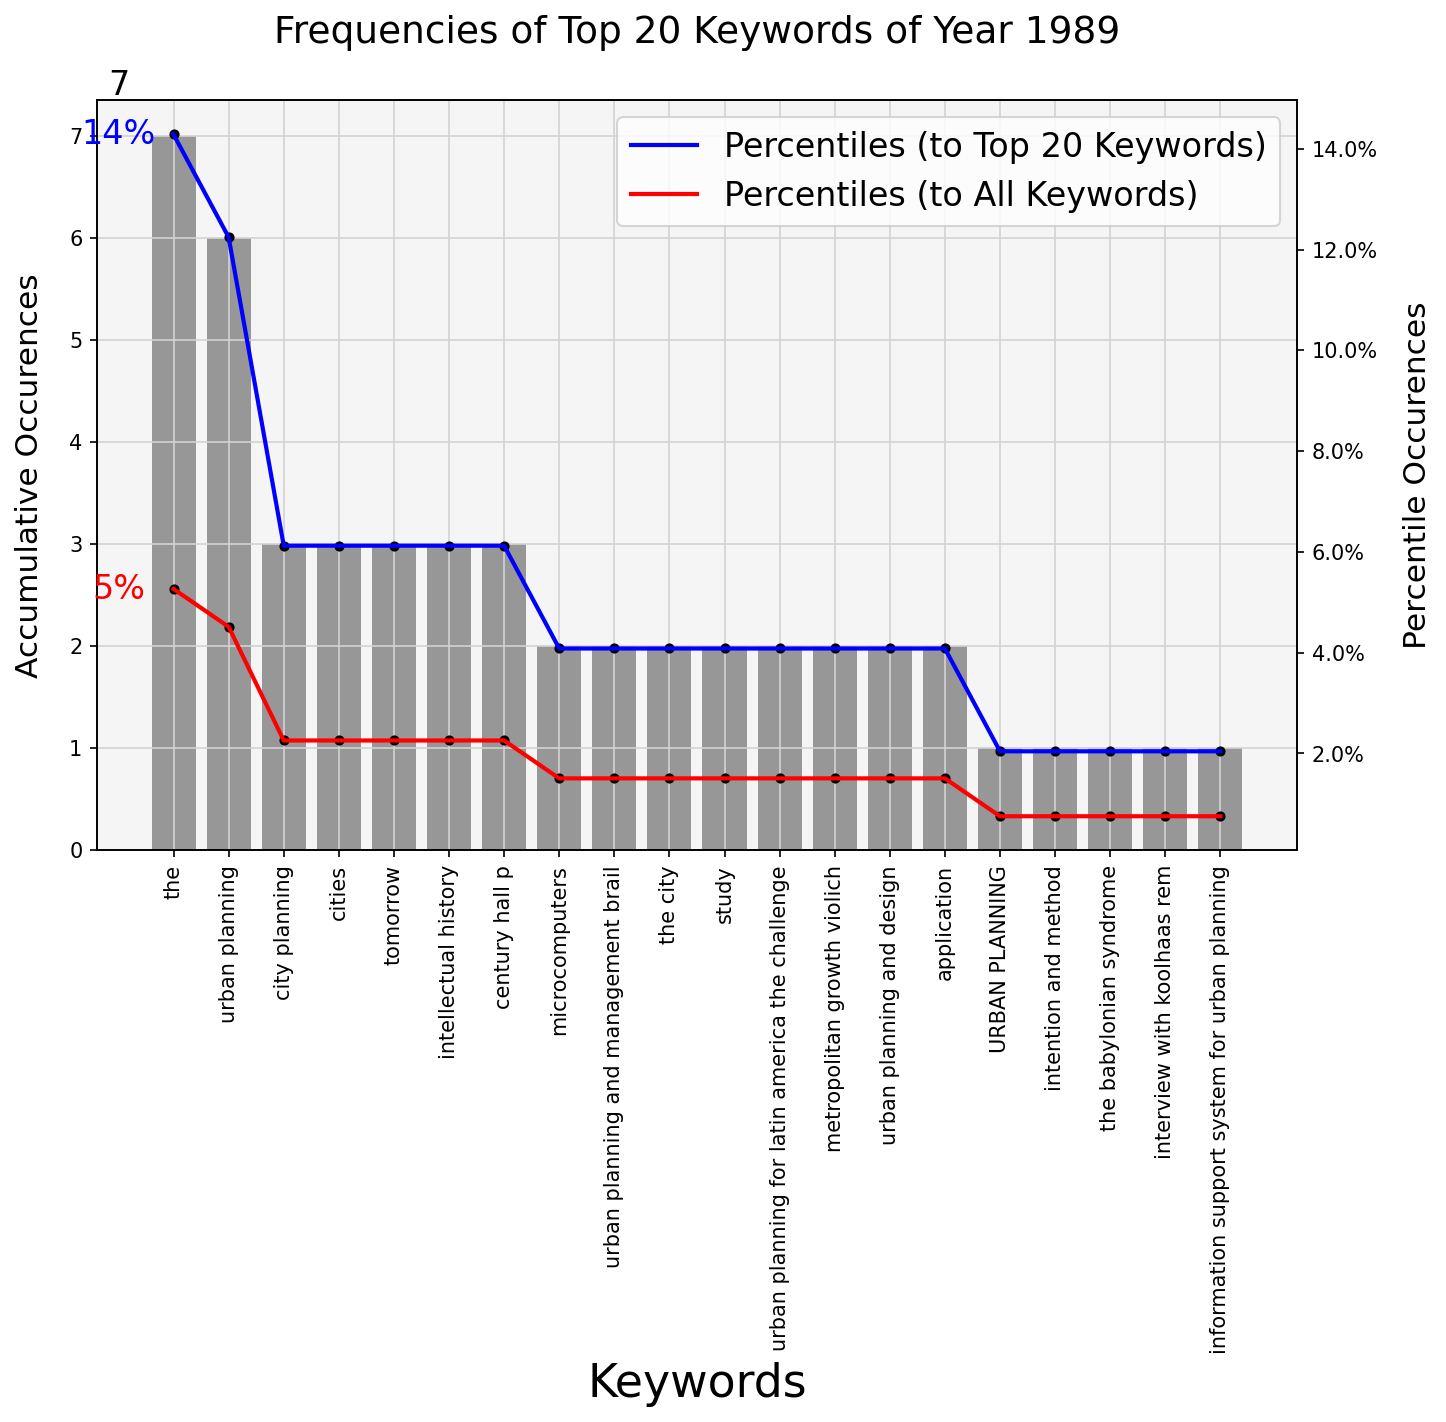 Frequencies of Top 20 Keywords of Year 1989
7
14%
5%
Percentiles (to Top 20 Keywords)
Percentiles (to All Keywords)
Accumulative Occurences
7
6
5
4
3
2
1
0
14.0%
12.0%
10.0%
8.0%
6.0%
4.0%
2.0%
Percentile Occurences
the
urban planning
city planning
cities
tomorrow
intellectual history
century hall p
microcomputers
urban planning and management brail
the city
study
urban planning for latin america the challenge
metropolitan growth violich
urban planning and design
application
URBAN PLANNING
intention and method
the babylonian syndrome
interview with koolhaas rem
information support system for urban planning
Keywords